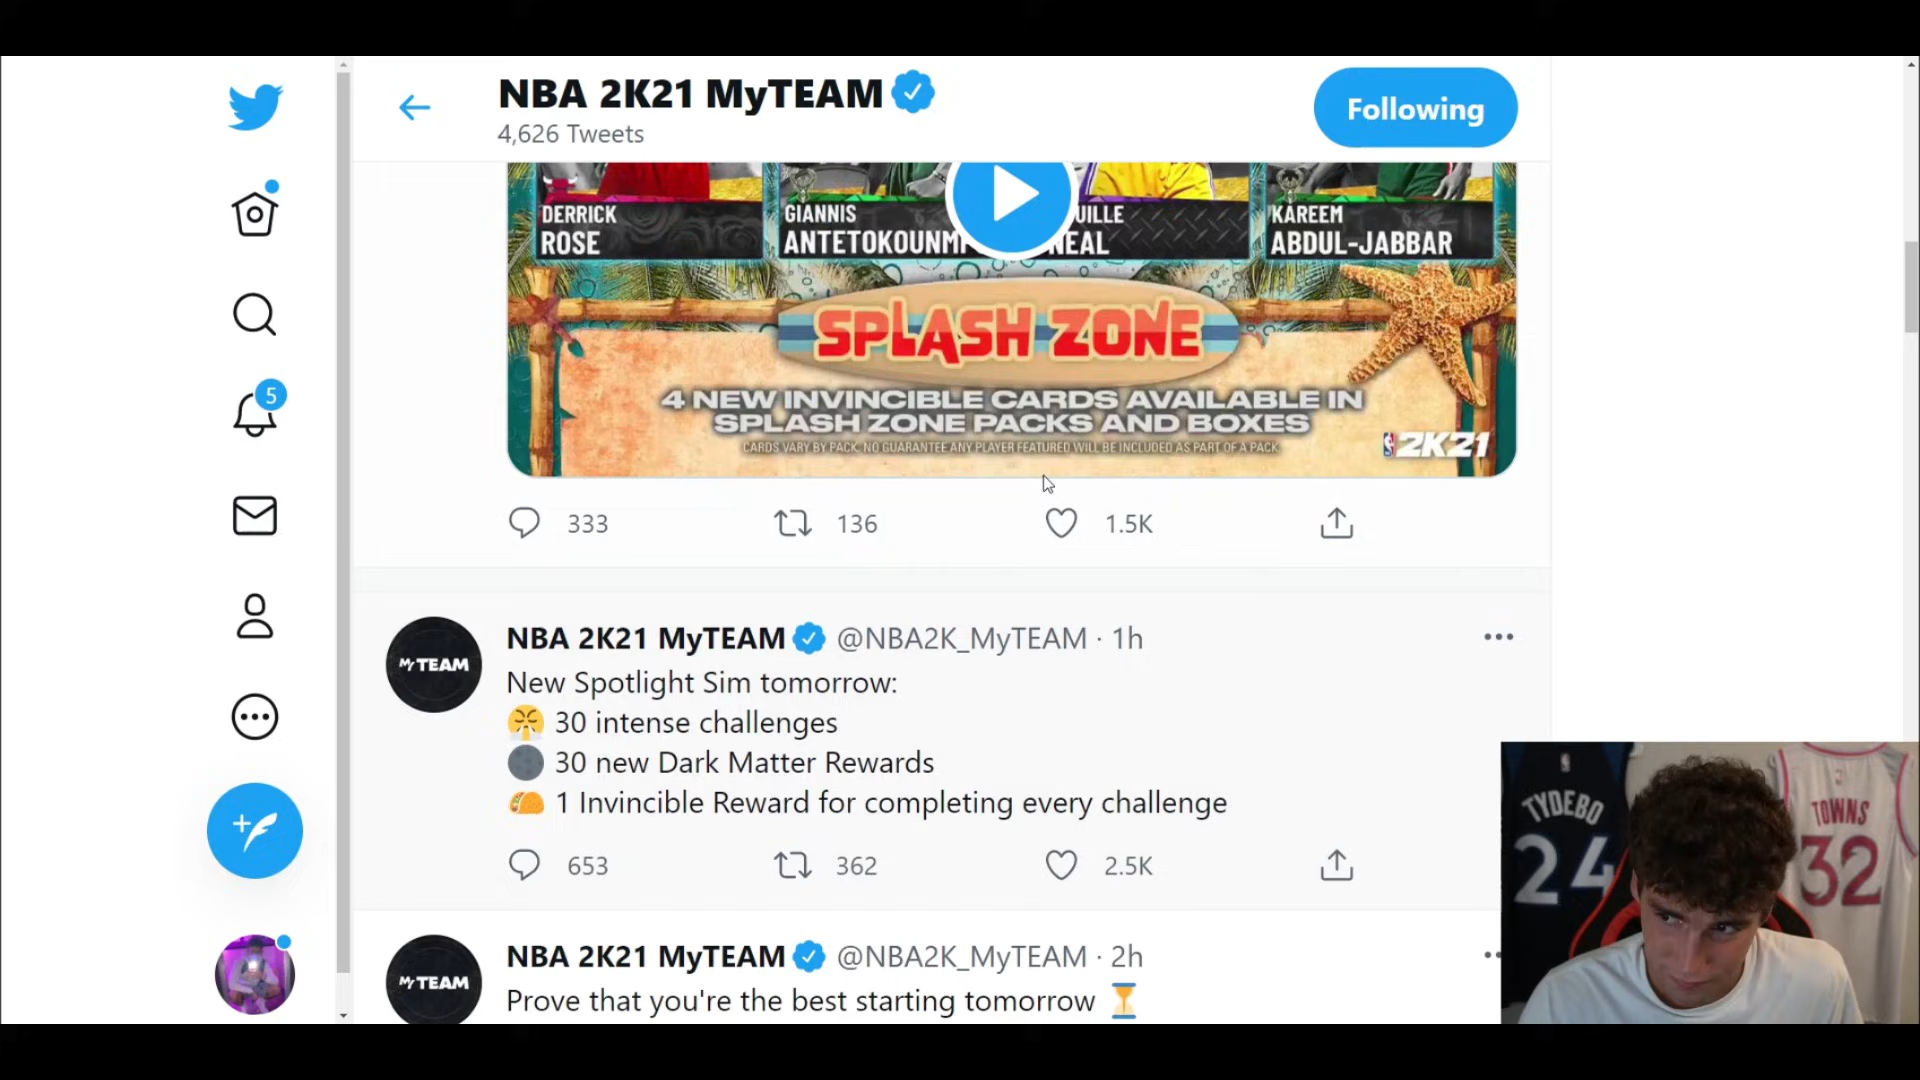 NBA 2K21 MyTEAM
4,626 Tweets
Following
DERRICK
ROSE
GIANNIS
KAREEM
ABDUL-JABBAR
SPLASH ZONE
4 NEW INVINCIBLE CARDS AVAILABLE IN
SPLASH ZONE PACKS AND BOXES
CARDS VARY BY PACK. NO GUARANTEE ANY PLAYER FEATURED WILL BE INCLUDED AS PART OF A PACK.
2K21
333
136
1.5K
5
NBA 2K21 MyTEAM @NBA2K_MyTEAM · 1h
New Spotlight Sim tomorrow:
30 intense challenges
30 new Dark Matter Rewards
1 Invincible Reward for completing every challenge
MyTEAM
653
362
2.5K
NBA 2K21 MyTEAM @NBA2K_MyTEAM · 2h
Prove that you're the best starting tomorrow
MyTEAM
TYDEBO
24
TOWNS
32